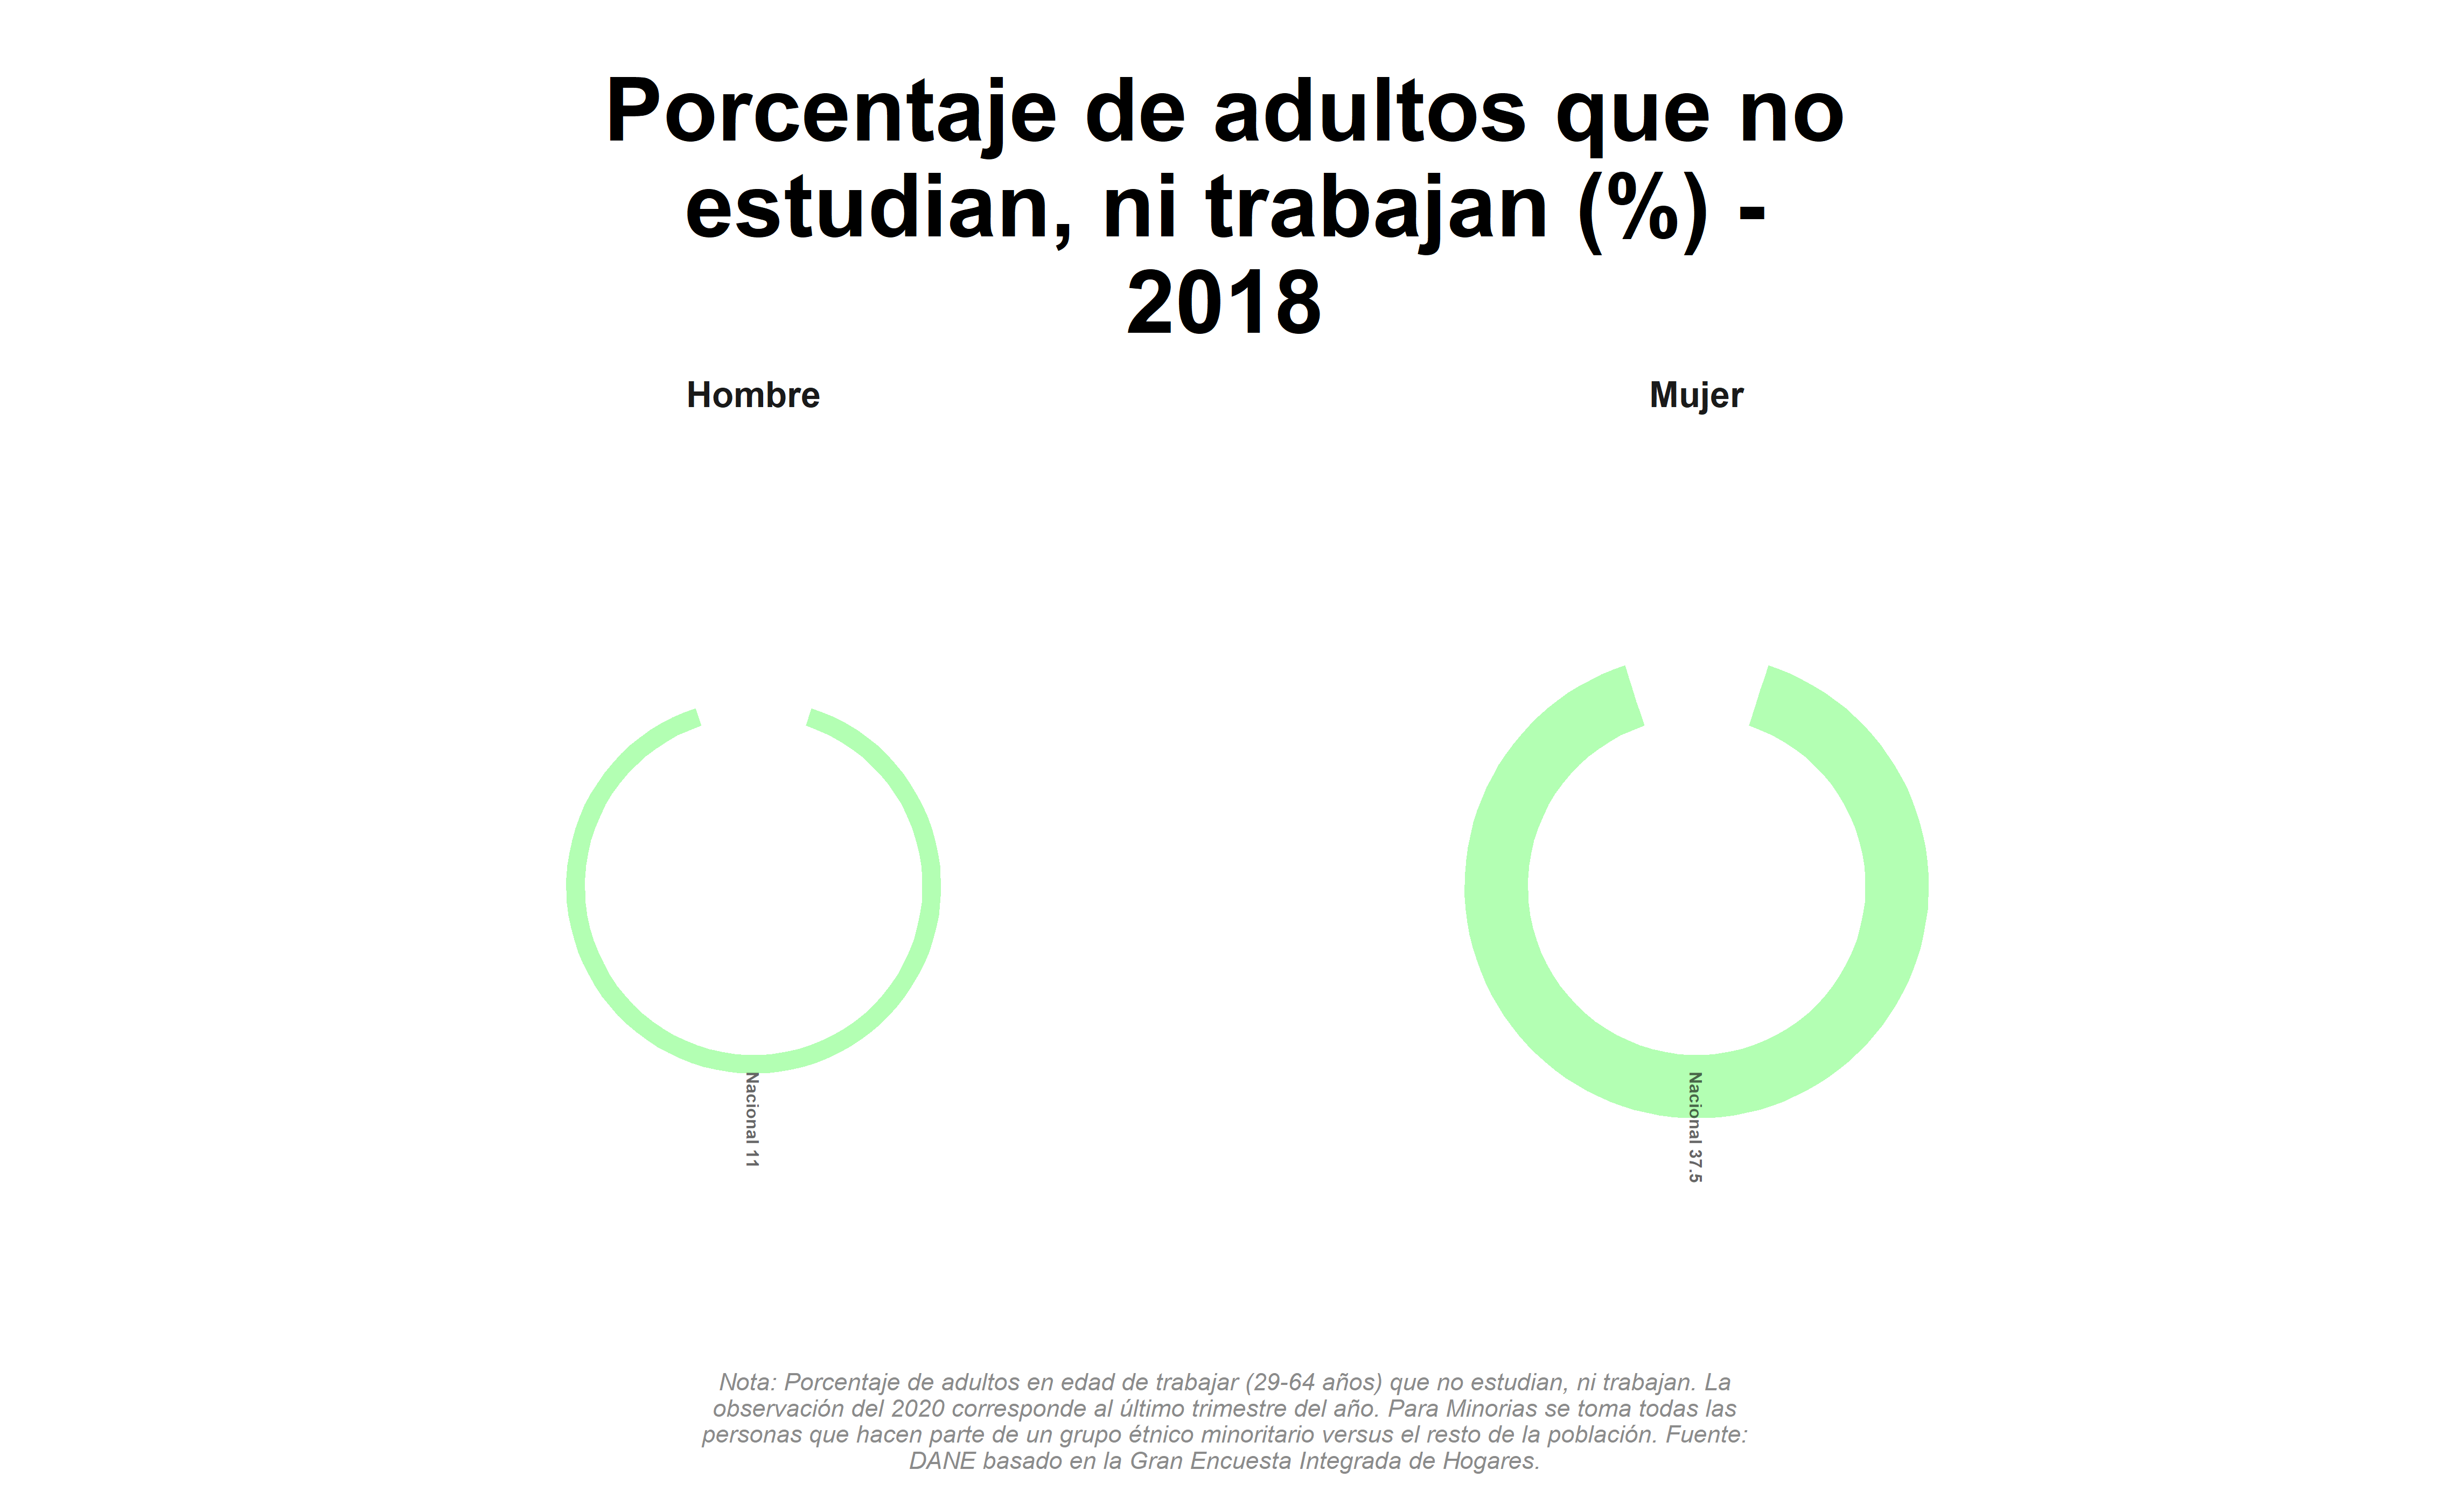 Porcentaje de adultos que no
estudian, ni trabajan (%) -
2018
Hombre
Mujer
Nacional 11
Nacional 37.5
Nota: Porcentaje de adultos en edad de trabajar (29-64 años) que no estudian, ni trabajan. La
observación del 2020 corresponde al último trimestre del año. Para Minorias se toma todas las
personas que hacen parte de un grupo étnico minoritario versus el resto de la población. Fuente:
DANE basado en la Gran Encuesta Integrada de Hogares.